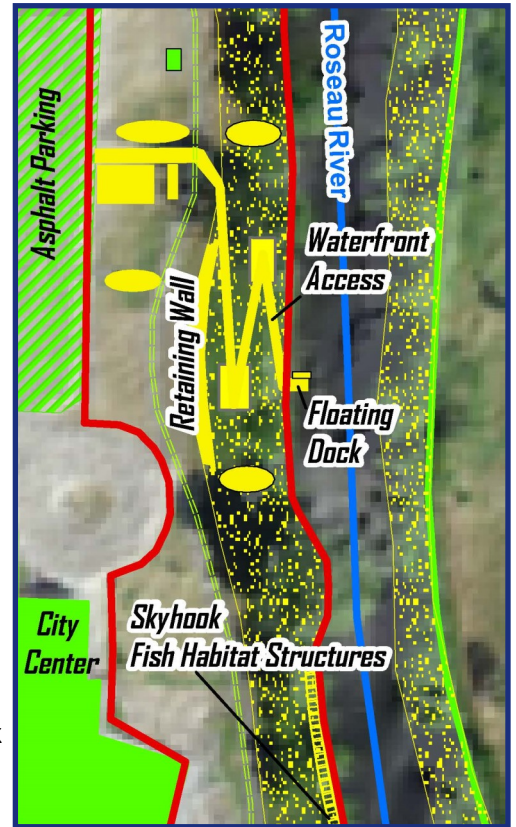 Asphalt Parking
Roseau River
Waterfront
Access
Retaining Wall
Floating
Dock
City
Center
Skyhook
Fish Habitat Structures